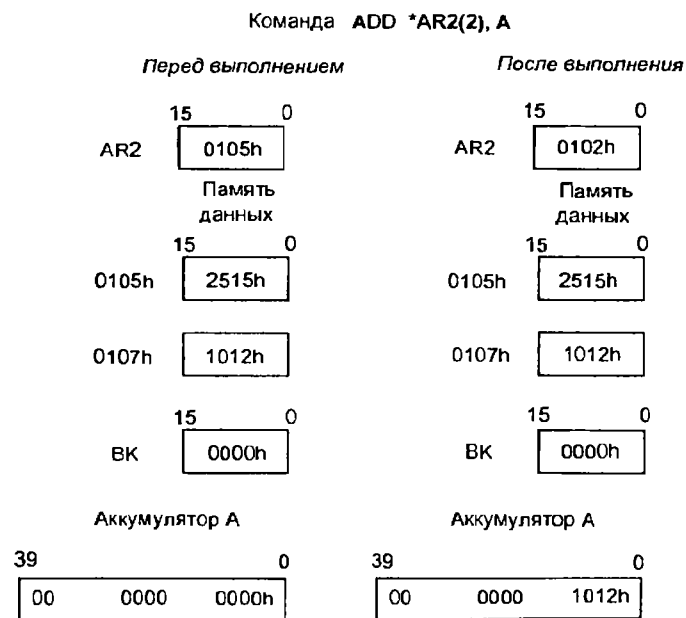 Команда ADD *AR2(2), A
Перед выполнением После выполнения
15 0 15 0
AR2 0105h AR2 0102h
Память Память
данных данных
15 0 15 0
0105h 2515h 0105h 2515h
0107h 1012h 0107h 1012h
15 0 15 0
BK 0000h BK 0000h
Аккумулятор A Аккумулятор A
39 0 39 0
00 0000 0000h 00 0000 1012h